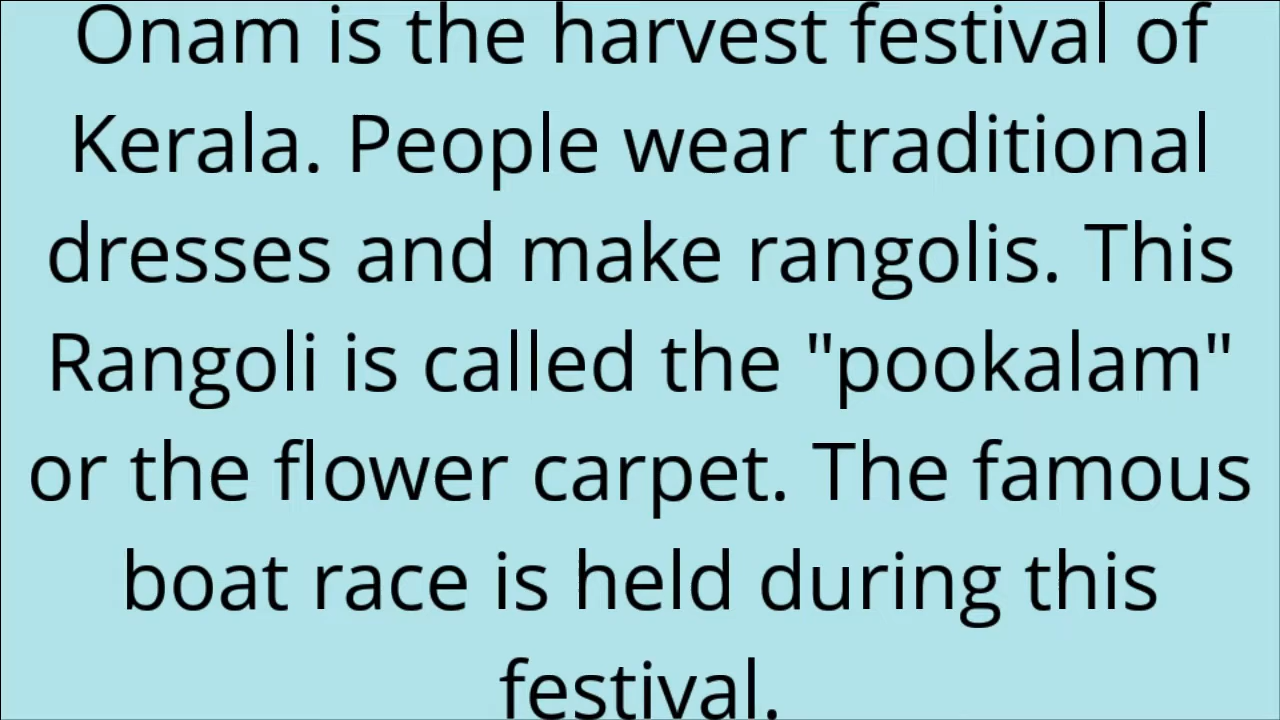 Onam is the harvest festival of
Kerala. People wear traditional
dresses and make rangolis. This
Rangoli is called the "pookalam"
or the flower carpet. The famous
boat race is held during this
festival.